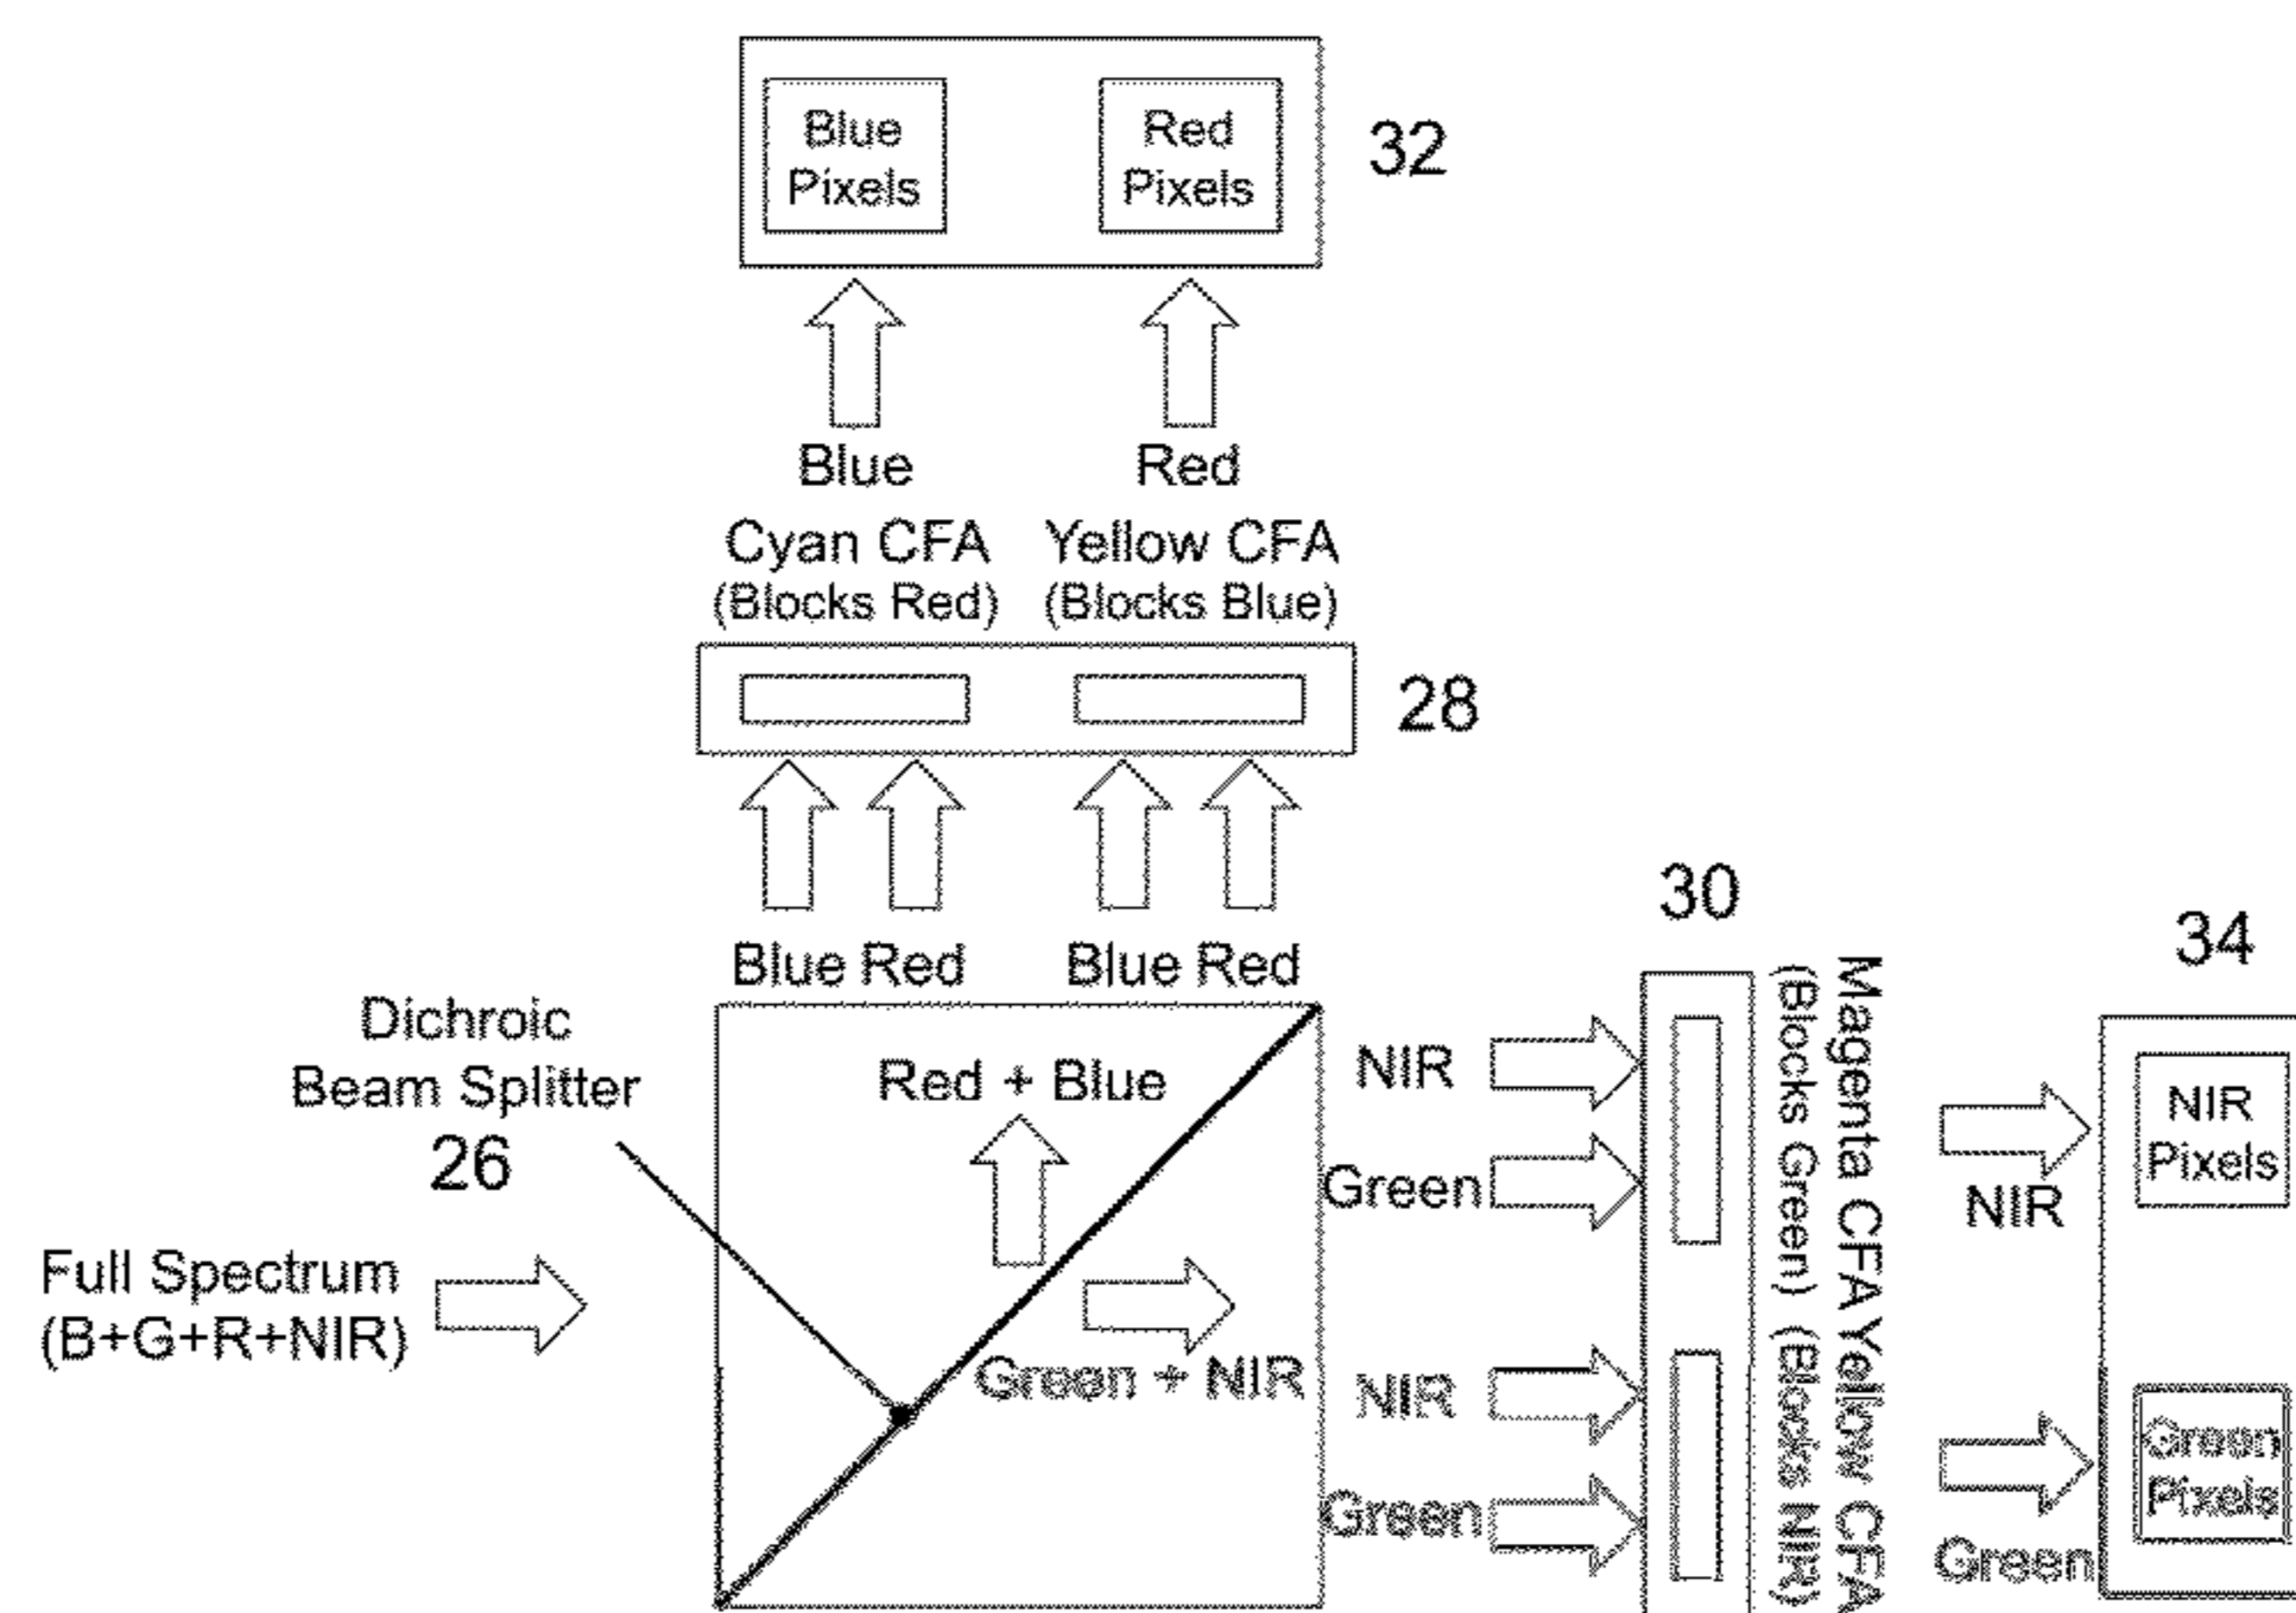 Blue
Pixels
Red
Pixels
32
Blue
Red
Cyan CFA
(Blocks Red)
Yellow CFA
(Blocks Blue)
28
Blue Red
Blue Red
30
34
Dichroic
Beam Splitter
26
Red + Blue
Green + NIR
Full Spectrum
(B+G+R+NIR)
NIR
Green
NIR
Green
Magenta CFA
(Blocks Green)
Yellow CFA
(Blocks NIR)
NIR
Green
NIR
Pixels
Green
Pixels